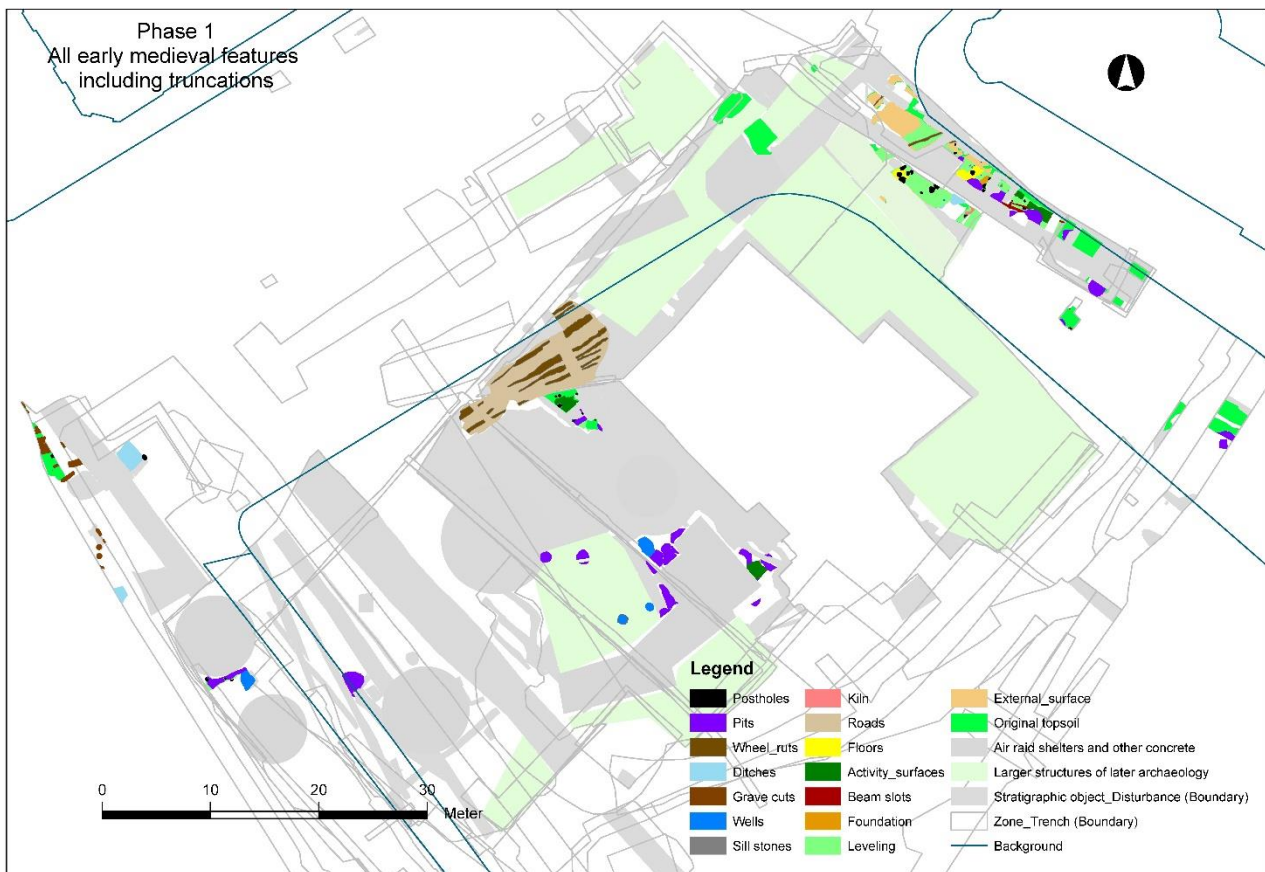 Phase 1
All early medieval features
including truncations
Legend
Postholes
Pits
Wheel_ruts
Ditches
Grave cuts
Wells
Sill stones
Kiln
Roads
Floors
Activity_surfaces
Beam slots
Foundation
Leveling
External_surface
Original topsoil
Air raid shelters and other concrete
Larger structures of later archaeology
Stratigraphic object_Disturbance (Boundary)
Zone_Trench (Boundary)
Background
0 10 20 30
Meter